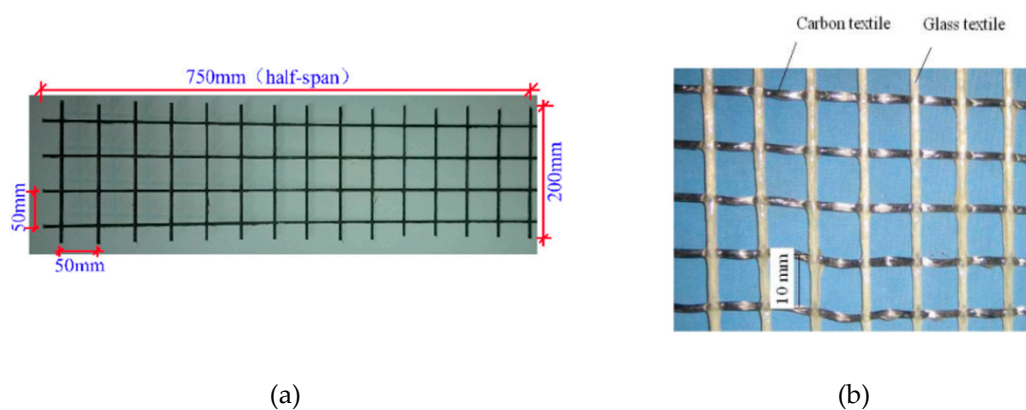 Carbon textile
Glass textile
750mm（half-span）
200mm
50mm
50mm
10 mm
(a)
(b)